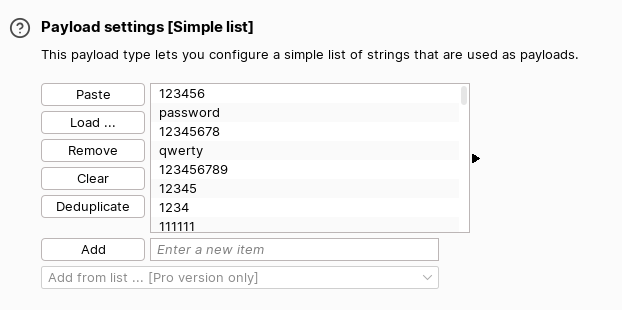 Payload settings [Simple list]
This payload type lets you configure a simple list of strings that are used as payloads.
Paste
Load ...
Remove
Clear
Deduplicate
123456
password
12345678
qwerty
123456789
12345
1234
111111
Add
Enter a new item
Add from list ... [Pro version only]